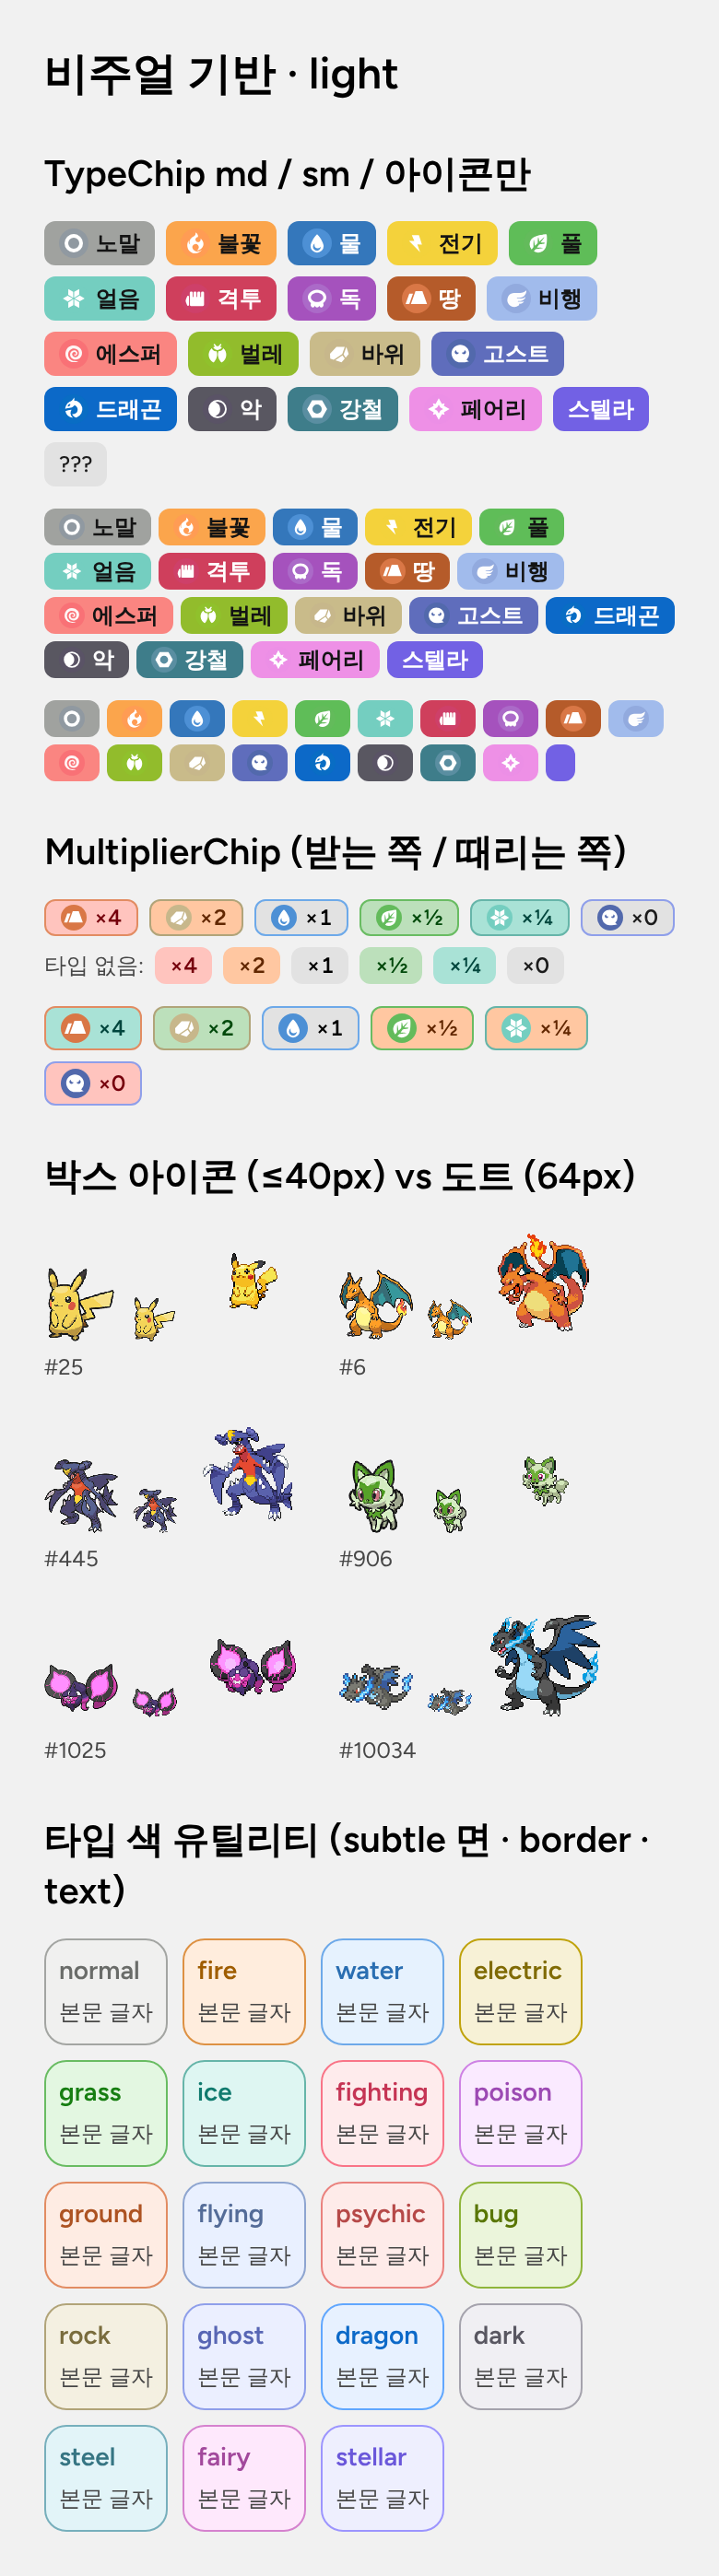 비주얼 기반 · light
TypeChip md / sm / 아이콘만
노말 불꽃 물 전기 풀
얼음 격투 독 땅 비행
에스퍼 벌레 바위 고스트
드래곤 악 강철 페어리 스텔라
???
노말 불꽃 물 전기 풀
얼음 격투 독 땅 비행
에스퍼 벌레 바위 고스트 드래곤
악 강철 페어리 스텔라
MultiplierChip (받는 쪽 / 때리는 쪽)
×4 ×2 ×1 ×½ ×¼ ×0
타입 없음: ×4 ×2 ×1 ×½ ×¼ ×0
×4 ×2 ×1 ×½ ×¼
×0
박스 아이콘 (≤40px) vs 도트 (64px)
#25 #6
#445 #906
#1025 #10034
타입 색 유틸리티 (subtle 면 · border ·
text)
normal fire water electric
본문 글자 본문 글자 본문 글자 본문 글자
grass ice fighting poison
본문 글자 본문 글자 본문 글자 본문 글자
ground flying psychic bug
본문 글자 본문 글자 본문 글자 본문 글자
rock ghost dragon dark
본문 글자 본문 글자 본문 글자 본문 글자
steel fairy stellar
본문 글자 본문 글자 본문 글자